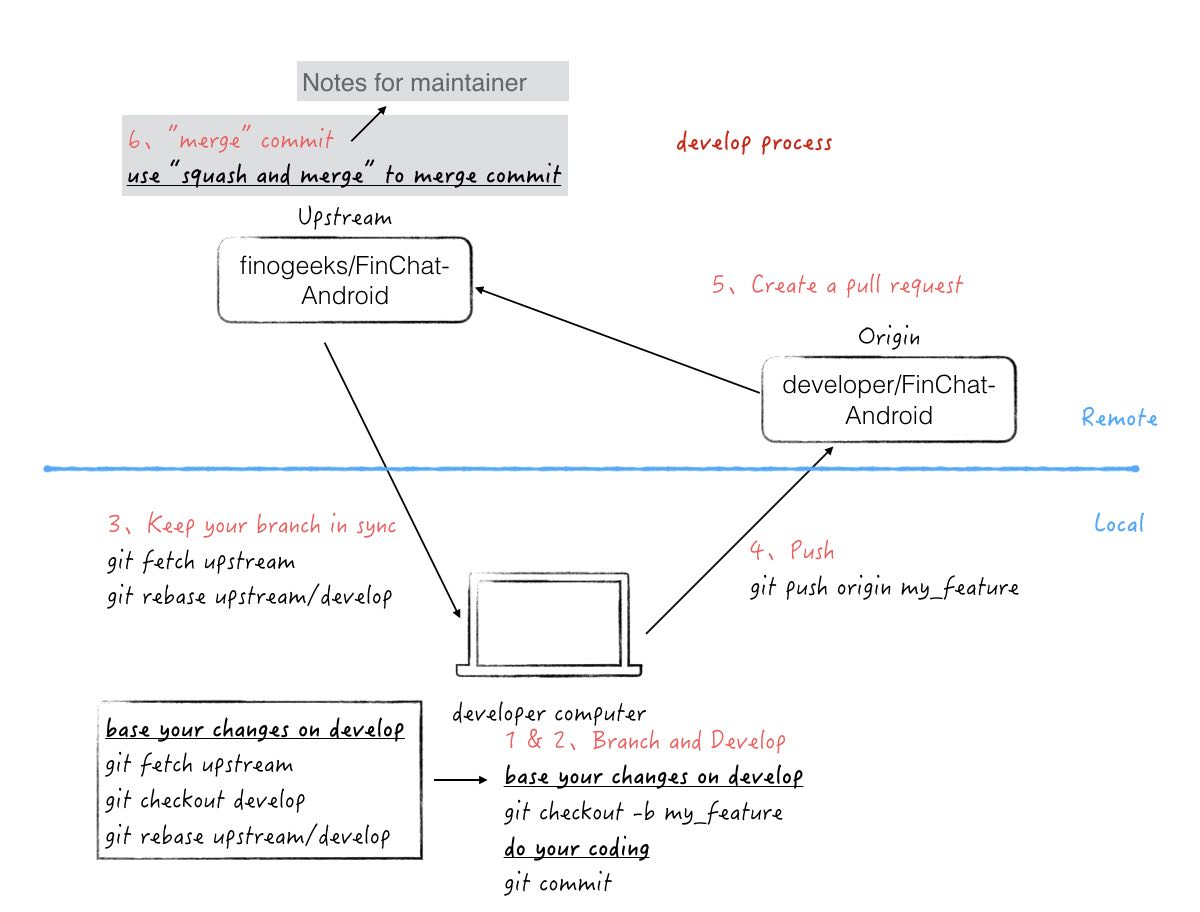 Notes for maintainer
6、"merge" commit
use "squash and merge" to merge commit
develop process
Upstream
finogeeks/FinChat-
Android
5、Create a pull request
Origin
developer/FinChat-
Android
Remote
Local
3、Keep your branch in sync
git fetch upstream
git rebase upstream/develop
4、Push
git push origin my_feature
developer computer
base your changes on develop
git fetch upstream
git checkout develop
git rebase upstream/develop
1 & 2、Branch and Develop
base your changes on develop
git checkout -b my_feature
do your coding
git commit